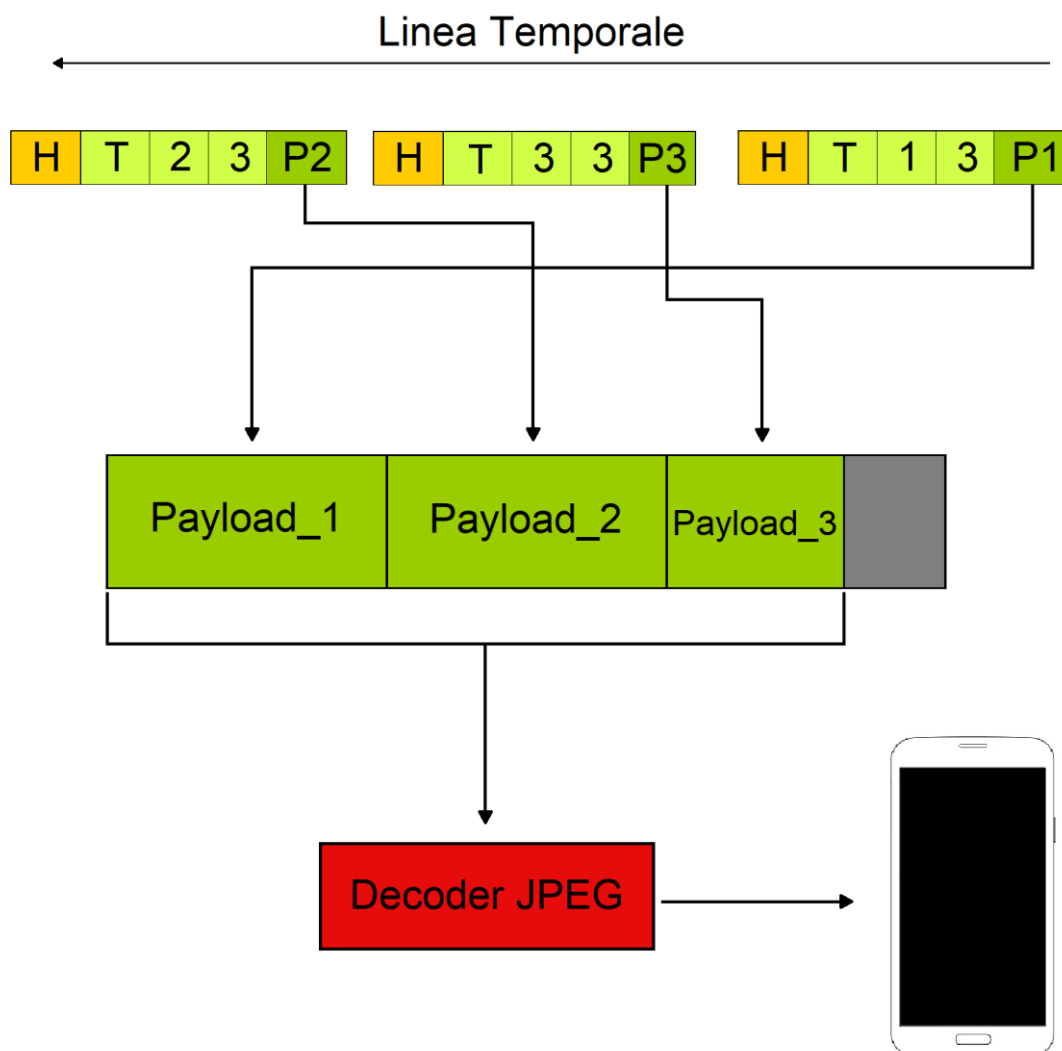 Linea Temporale
H T 2 3 P2 H T 3 3 P3 H T 1 3 P1
Payload_1 Payload_2 Payload_3
Decoder JPEG